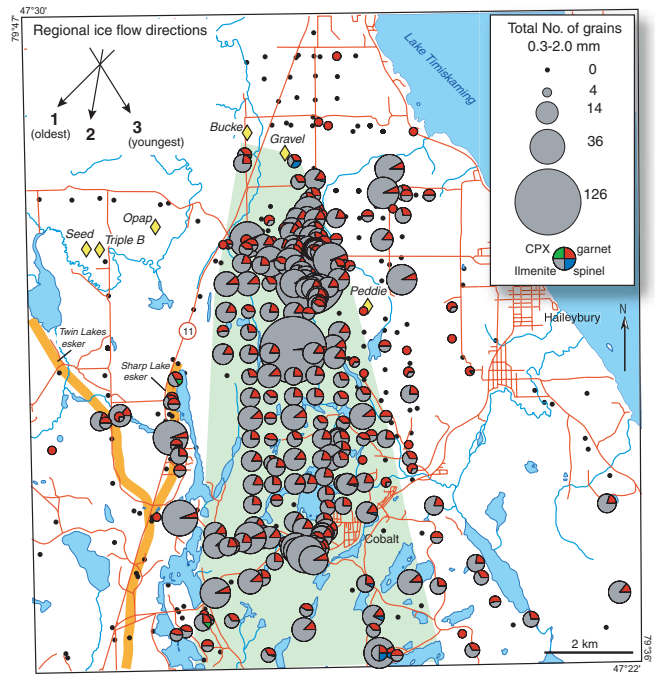 47°30'
79°47'
Regional ice flow directions
1
(oldest)
2
3
(youngest)
Lake Timiskaming
Total No. of grains
0.3-2.0 mm
0
4
14
36
126
CPX
garnet
Ilmenite
spinel
Bucke
Gravel
Opap
Seed
Triple B
Peddie
N
Haileybury
11
Twin Lakes
esker
Sharp Lake
esker
Cobalt
2 km
79°36'
47°22'